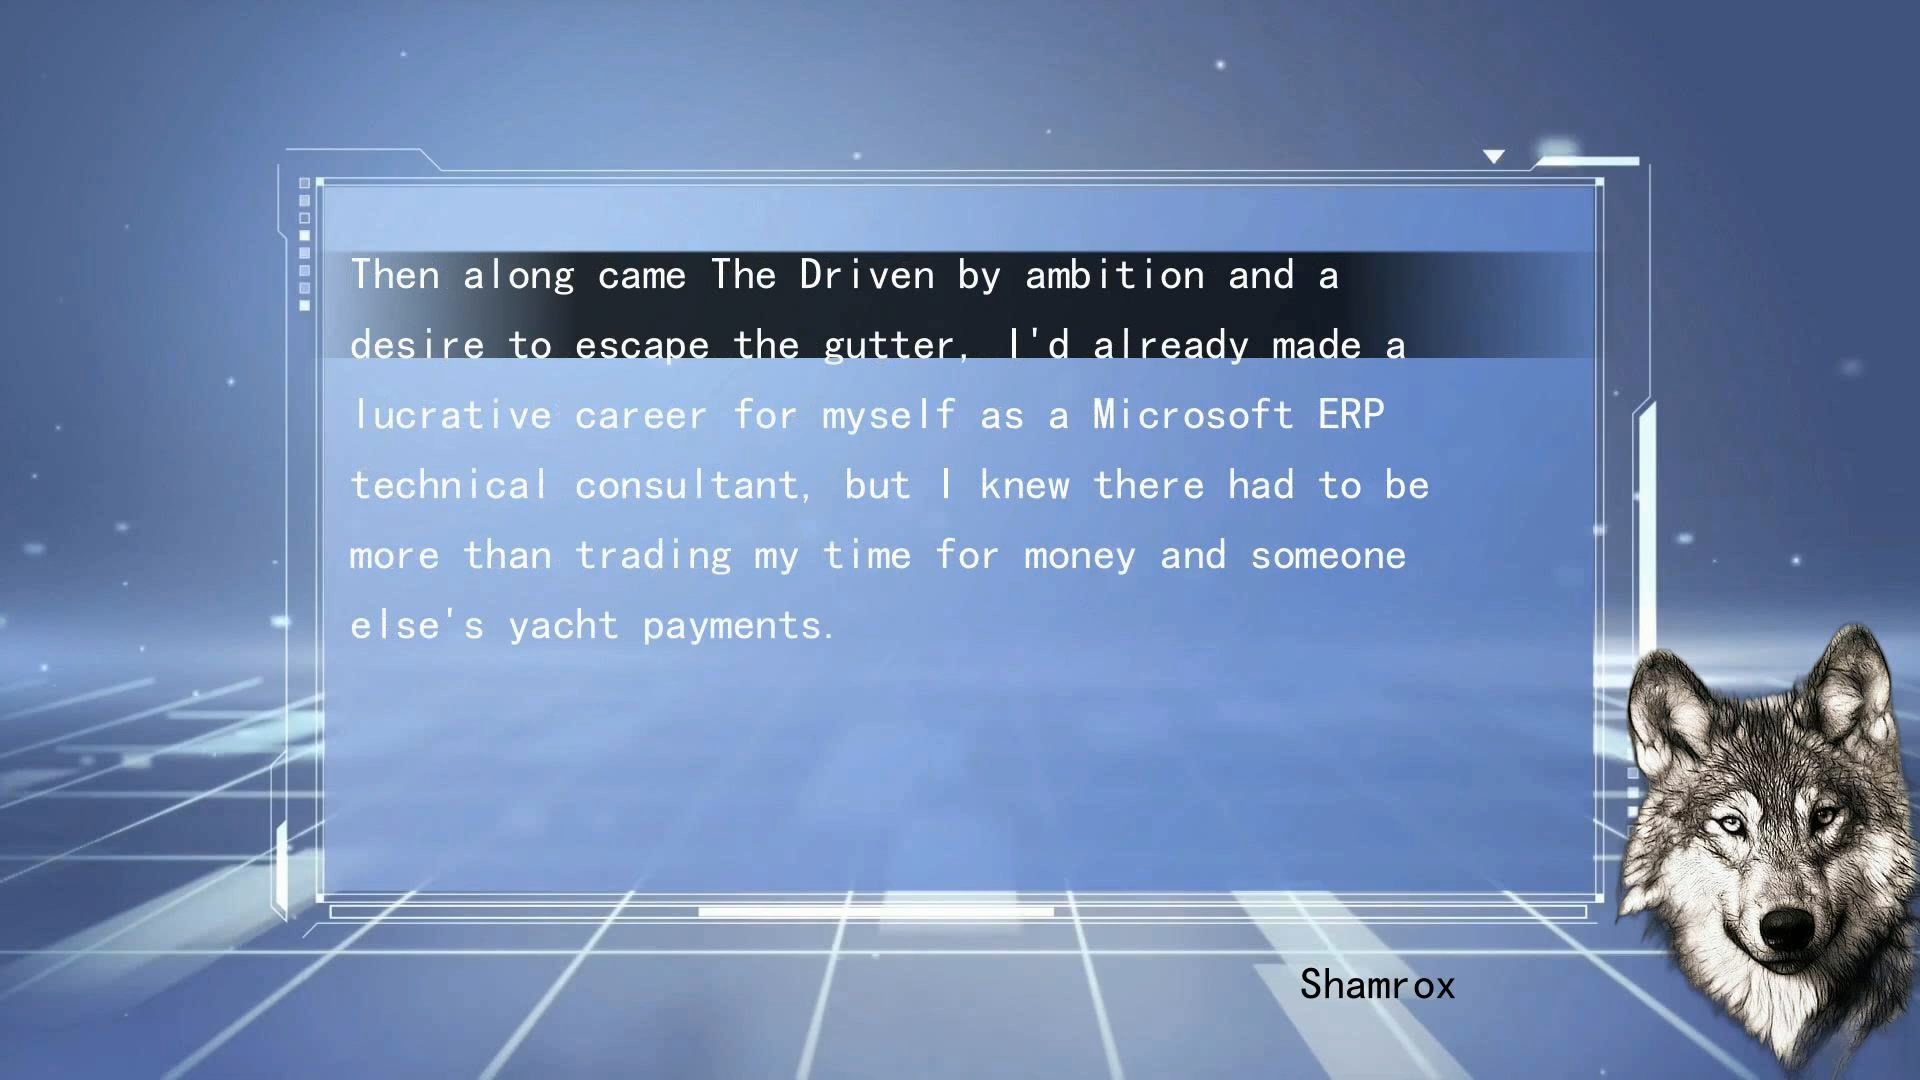 Then along came The Driven by ambition and a
desire to escape the gutter, I'd already made a
lucrative career for myself as a Microsoft ERP
technical consultant, but I knew there had to be
more than trading my time for money and someone
else's yacht payments.
Shamrox